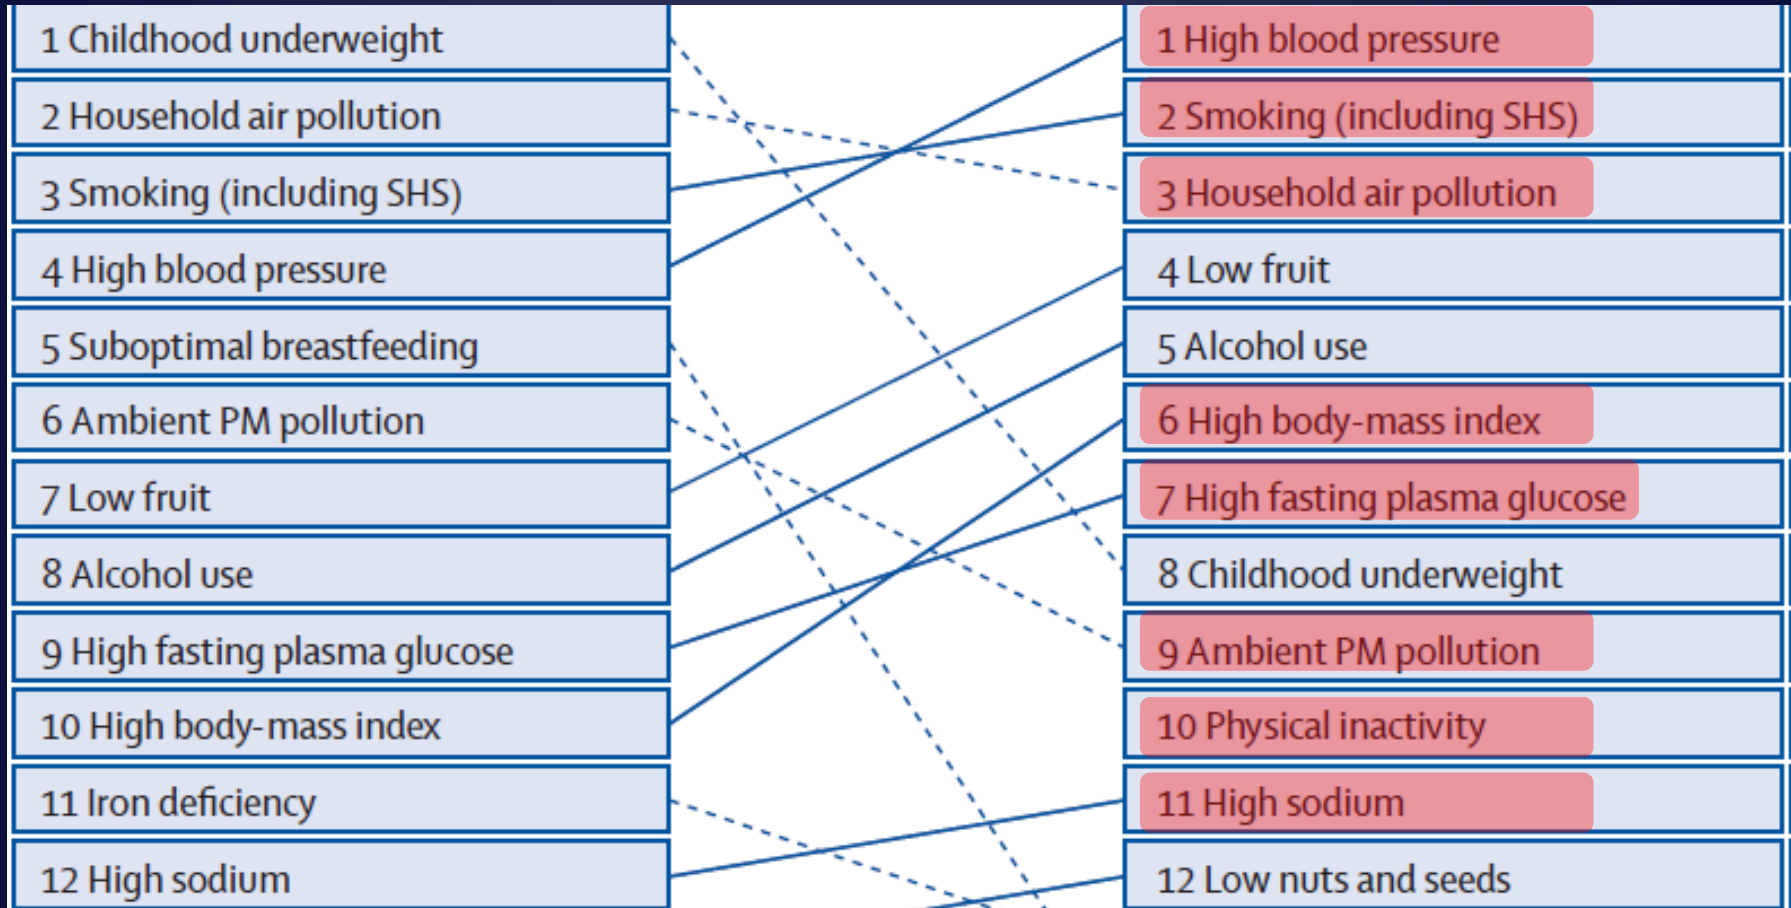 1 Childhood underweight
2 Household air pollution
3 Smoking (including SHS)
4 High blood pressure
5 Suboptimal breastfeeding
6 Ambient PM pollution
7 Low fruit
8 Alcohol use
9 High fasting plasma glucose
10 High body-mass index
11 Iron deficiency
12 High sodium
1 High blood pressure
2 Smoking (including SHS)
3 Household air pollution
4 Low fruit
5 Alcohol use
6 High body-mass index
7 High fasting plasma glucose
8 Childhood underweight
9 Ambient PM pollution
10 Physical inactivity
11 High sodium
12 Low nuts and seeds